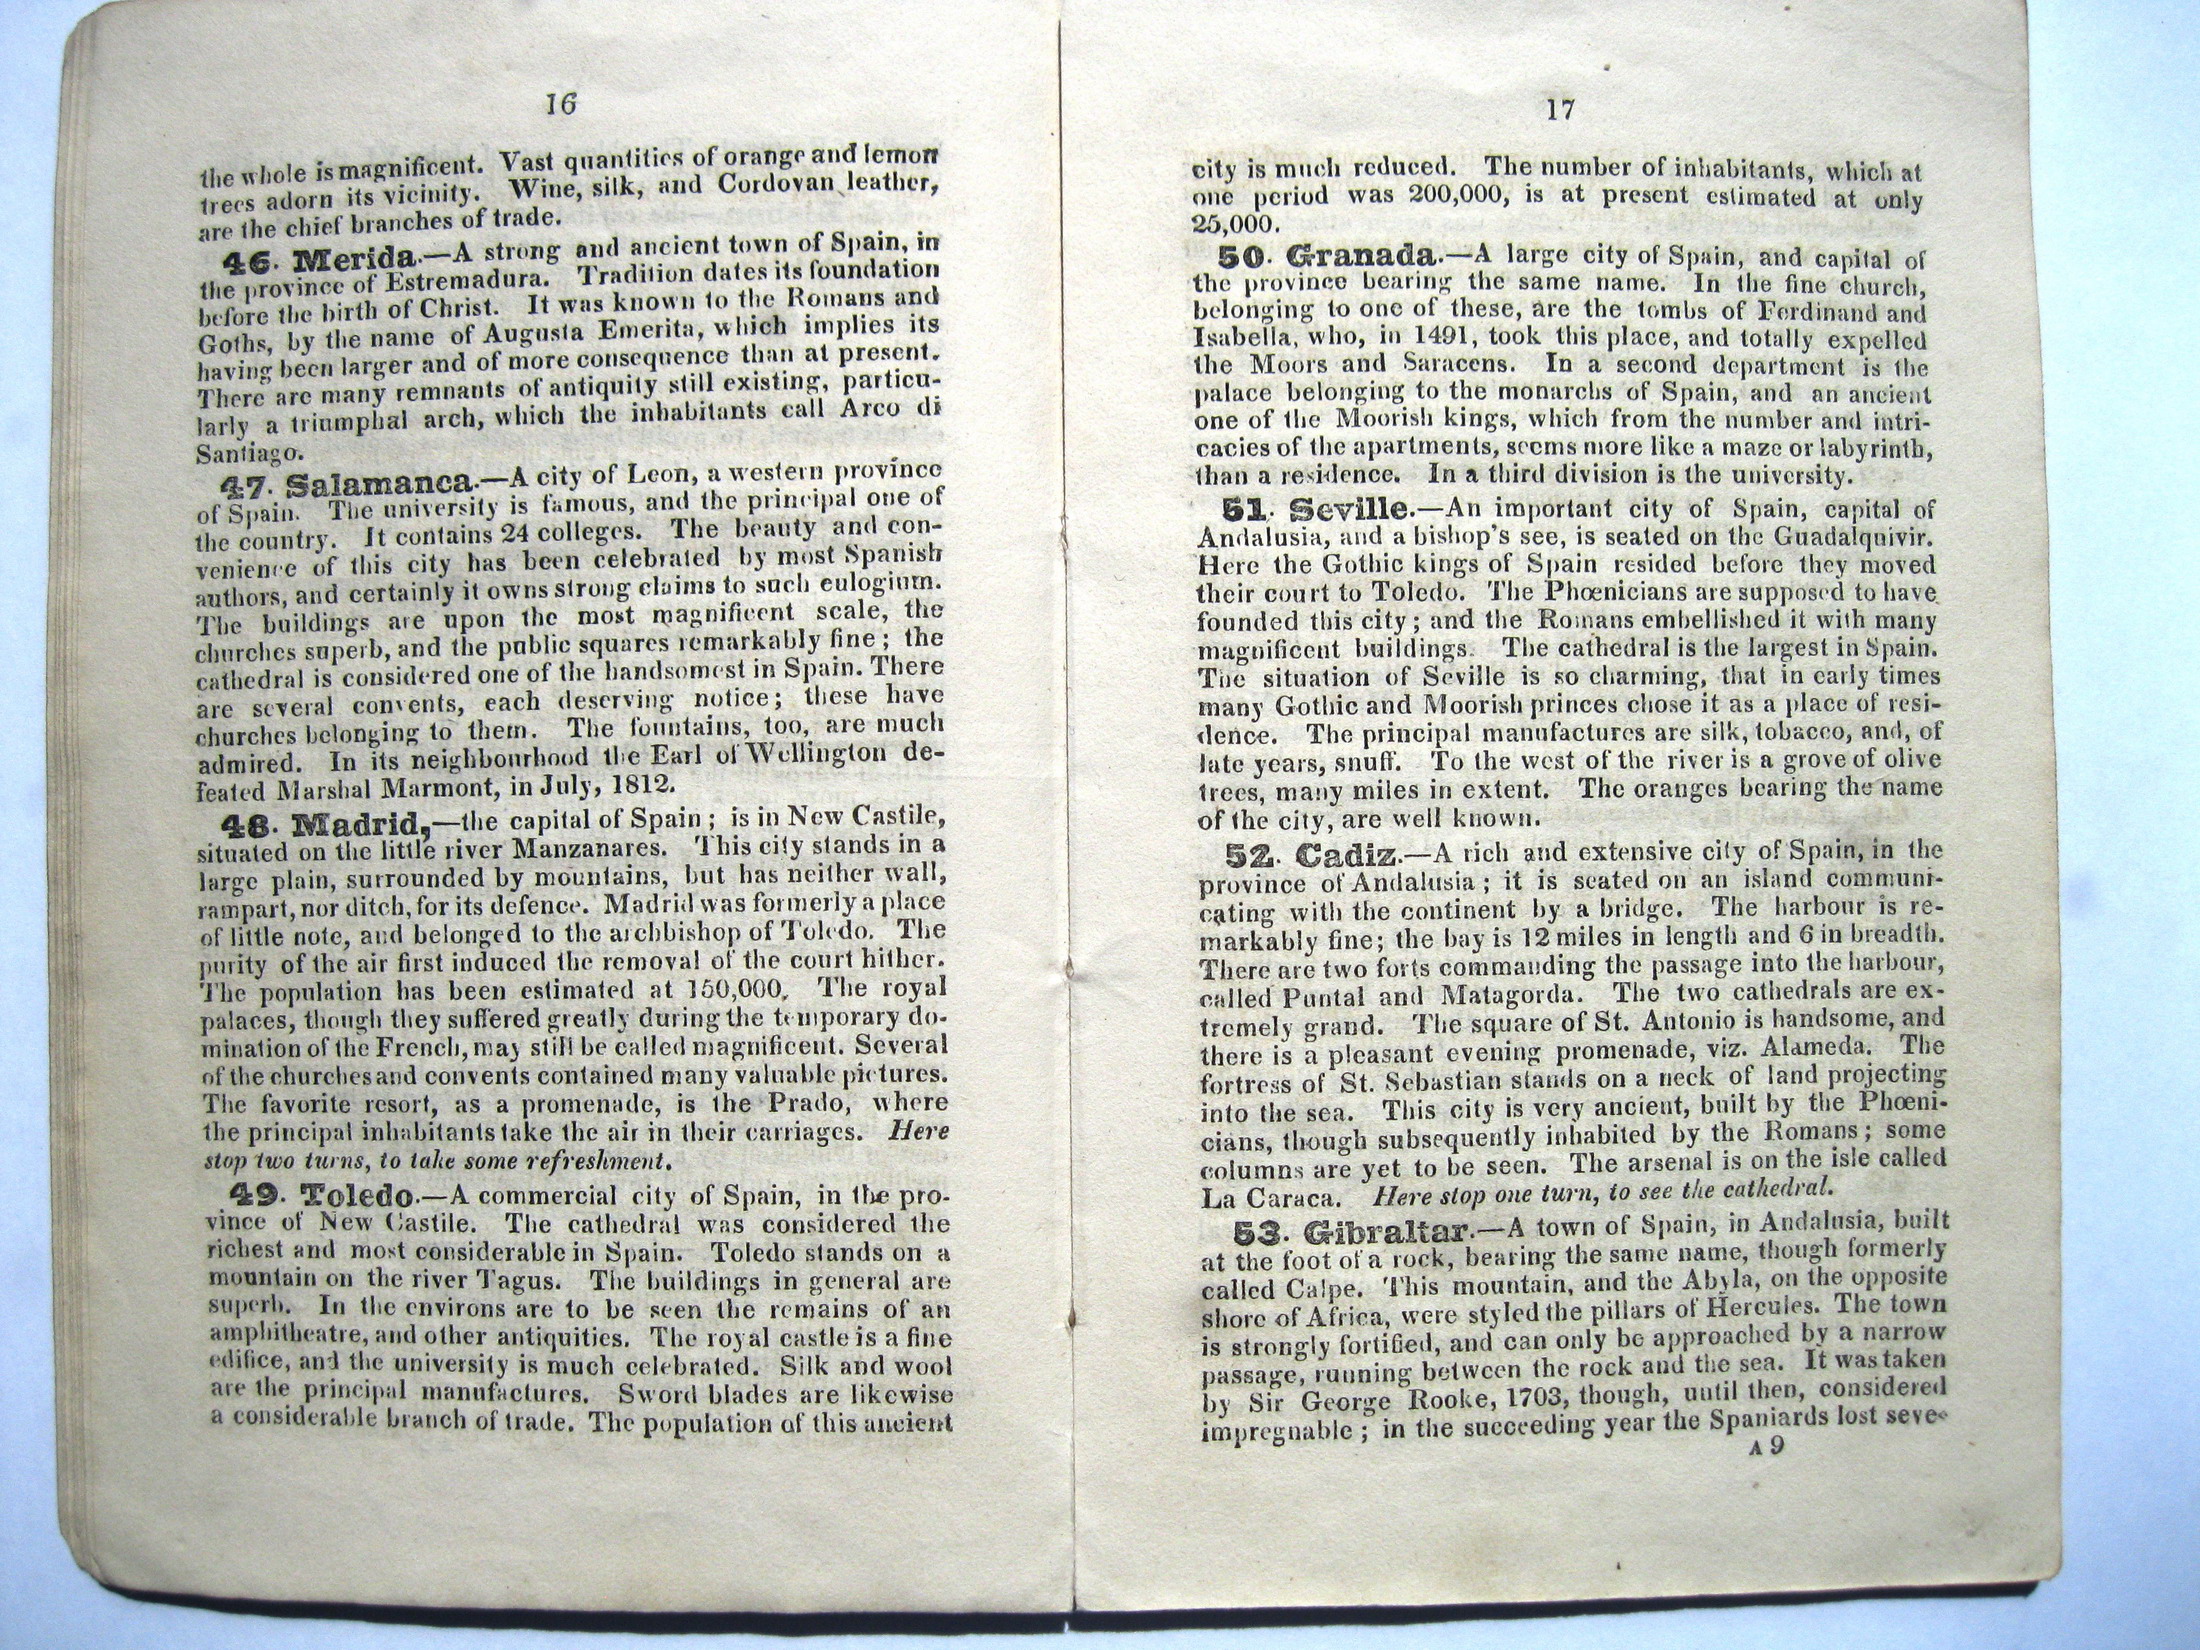 16
the whole is magnificent. Vast quantities of orange and lemon
trees adorn its vicinity. Wine, silk, and Cordovan leather,
are the chief branches of trade.
46. Merida.—A strong and ancient town of Spain, in
the province of Estremadura. Tradition dates its foundation
before the birth of Christ. It was known to the Romans and
Goths, by the name of Augusta Emerita, which implies its
having been larger and of more consequence than at present.
There are many remnants of antiquity still existing, particu-
larly a triumphal arch, which the inhabitants call Arco di
Santiago.
47. Salamanca.—A city of Leon, a western province
of Spain. The university is famous, and the principal one of
the country. It contains 24 colleges. The beauty and con-
venience of this city has been celebrated by most Spanish
authors, and certainly it owns strong claims to such eulogium.
The buildings are upon the most magnificent scale, the
churches superb, and the public squares remarkably fine; the
cathedral is considered one of the handsomest in Spain. There
are several convents, each deserving notice; these have
churches belonging to them. The fountains, too, are much
admired. In its neighbourhood the Earl of Wellington de-
feated Marshal Marmont, in July, 1812.
48. Madrid,—the capital of Spain; is in New Castile,
situated on the little river Manzanares. This city stands in a
large plain, surrounded by mountains, but has neither wall,
rampart, nor ditch, for its defence. Madrid was formerly a place
of little note, and belonged to the archbishop of Toledo. The
purity of the air first induced the removal of the court hither.
The population has been estimated at 150,000. The royal
palaces, though they suffered greatly during the temporary do-
mination of the French, may still be called magnificent. Several
of the churches and convents contained many valuable pictures.
The favorite resort, as a promenade, is the Prado, where
the principal inhabitants take the air in their carriages. Here
stop two turns, to take some refreshment.
49. Toledo.—A commercial city of Spain, in the pro-
vince of New Castile. The cathedral was considered the
richest and most considerable in Spain. Toledo stands on a
mountain on the river Tagus. The buildings in general are
superb. In the environs are to be seen the remains of an
amphitheatre, and other antiquities. The royal castle is a fine
edifice, and the university is much celebrated. Silk and wool
are the principal manufactures. Sword blades are likewise
a considerable branch of trade. The population of this ancient
17
city is much reduced. The number of inhabitants, which at
one period was 200,000, is at present estimated at only
25,000.
50. Granada.—A large city of Spain, and capital of
the province bearing the same name. In the fine church,
belonging to one of these, are the tombs of Ferdinand and
Isabella, who, in 1491, took this place, and totally expelled
the Moors and Saracens. In a second department is the
palace belonging to the monarchs of Spain, and an ancient
one of the Moorish kings, which from the number and intri-
cacies of the apartments, seems more like a maze or labyrinth,
than a residence. In a third division is the university.
51. Seville.—An important city of Spain, capital of
Andalusia, and a bishop's see, is seated on the Guadalquivir.
Here the Gothic kings of Spain resided before they moved
their court to Toledo. The Phœnicians are supposed to have
founded this city; and the Romans embellished it with many
magnificent buildings. The cathedral is the largest in Spain.
The situation of Seville is so charming, that in early times
many Gothic and Moorish princes chose it as a place of resi-
dence. The principal manufactures are silk, tobacco, and, of
late years, snuff. To the west of the river is a grove of olive
trees, many miles in extent. The oranges bearing the name
of the city, are well known.
52. Cadiz.—A rich and extensive city of Spain, in the
province of Andalusia; it is seated on an island communi-
cating with the continent by a bridge. The harbour is re-
markably fine; the bay is 12 miles in length and 6 in breadth.
There are two forts commanding the passage into the harbour,
called Puntal and Matagorda. The two cathedrals are ex-
tremely grand. The square of St. Antonio is handsome, and
there is a pleasant evening promenade, viz. Alameda. The
fortress of St. Sebastian stands on a neck of land projecting
into the sea. This city is very ancient, built by the Phœni-
cians, though subsequently inhabited by the Romans; some
columns are yet to be seen. The arsenal is on the isle called
La Caraca. Here stop one turn, to see the cathedral.
53. Gibraltar.—A town of Spain, in Andalusia, built
at the foot of a rock, bearing the same name, though formerly
called Calpe. This mountain, and the Abyla, on the opposite
shore of Africa, were styled the pillars of Hercules. The town
is strongly fortified, and can only be approached by a narrow
passage, running between the rock and the sea. It was taken
by Sir George Rooke, 1703, though, until then, considered
impregnable; in the succeeding year the Spaniards lost seve-
A 9